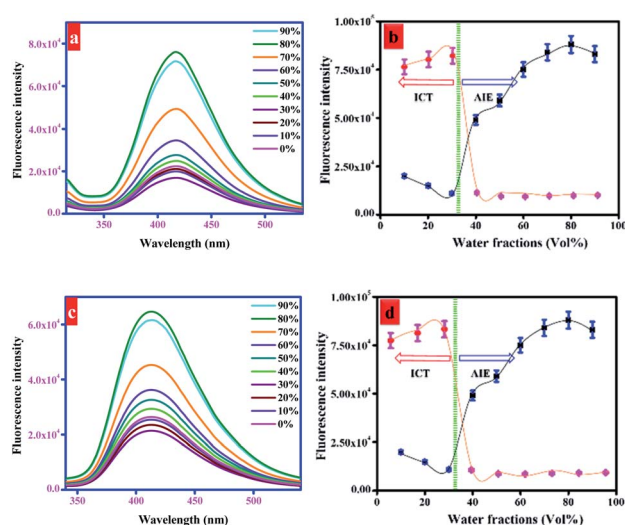 a
90%
80%
70%
60%
50%
40%
30%
20%
10%
0%
8.0x10⁴
6.0x10⁴
4.0x10⁴
2.0x10⁴
0.0
Fluorescence intensity
350 400 450 500
Wavelength (nm)
b
1.00x10⁵
7.50x10⁴
5.00x10⁴
2.50x10⁴
0.00
Fluorescence intensity
ICT AIE
0 20 40 60 80 100
Water fractions (Vol%)
c
90%
80%
70%
60%
50%
40%
30%
20%
10%
0%
6.0x10⁴
4.0x10⁴
2.0x10⁴
0.0
Fluorescence intensity
350 400 450 500
Wavelength (nm)
d
1.00x10⁵
7.50x10⁴
5.00x10⁴
2.50x10⁴
0.00
Fluorescence intensity
ICT AIE
0 20 40 60 80 100
Water fractions (Vol%)